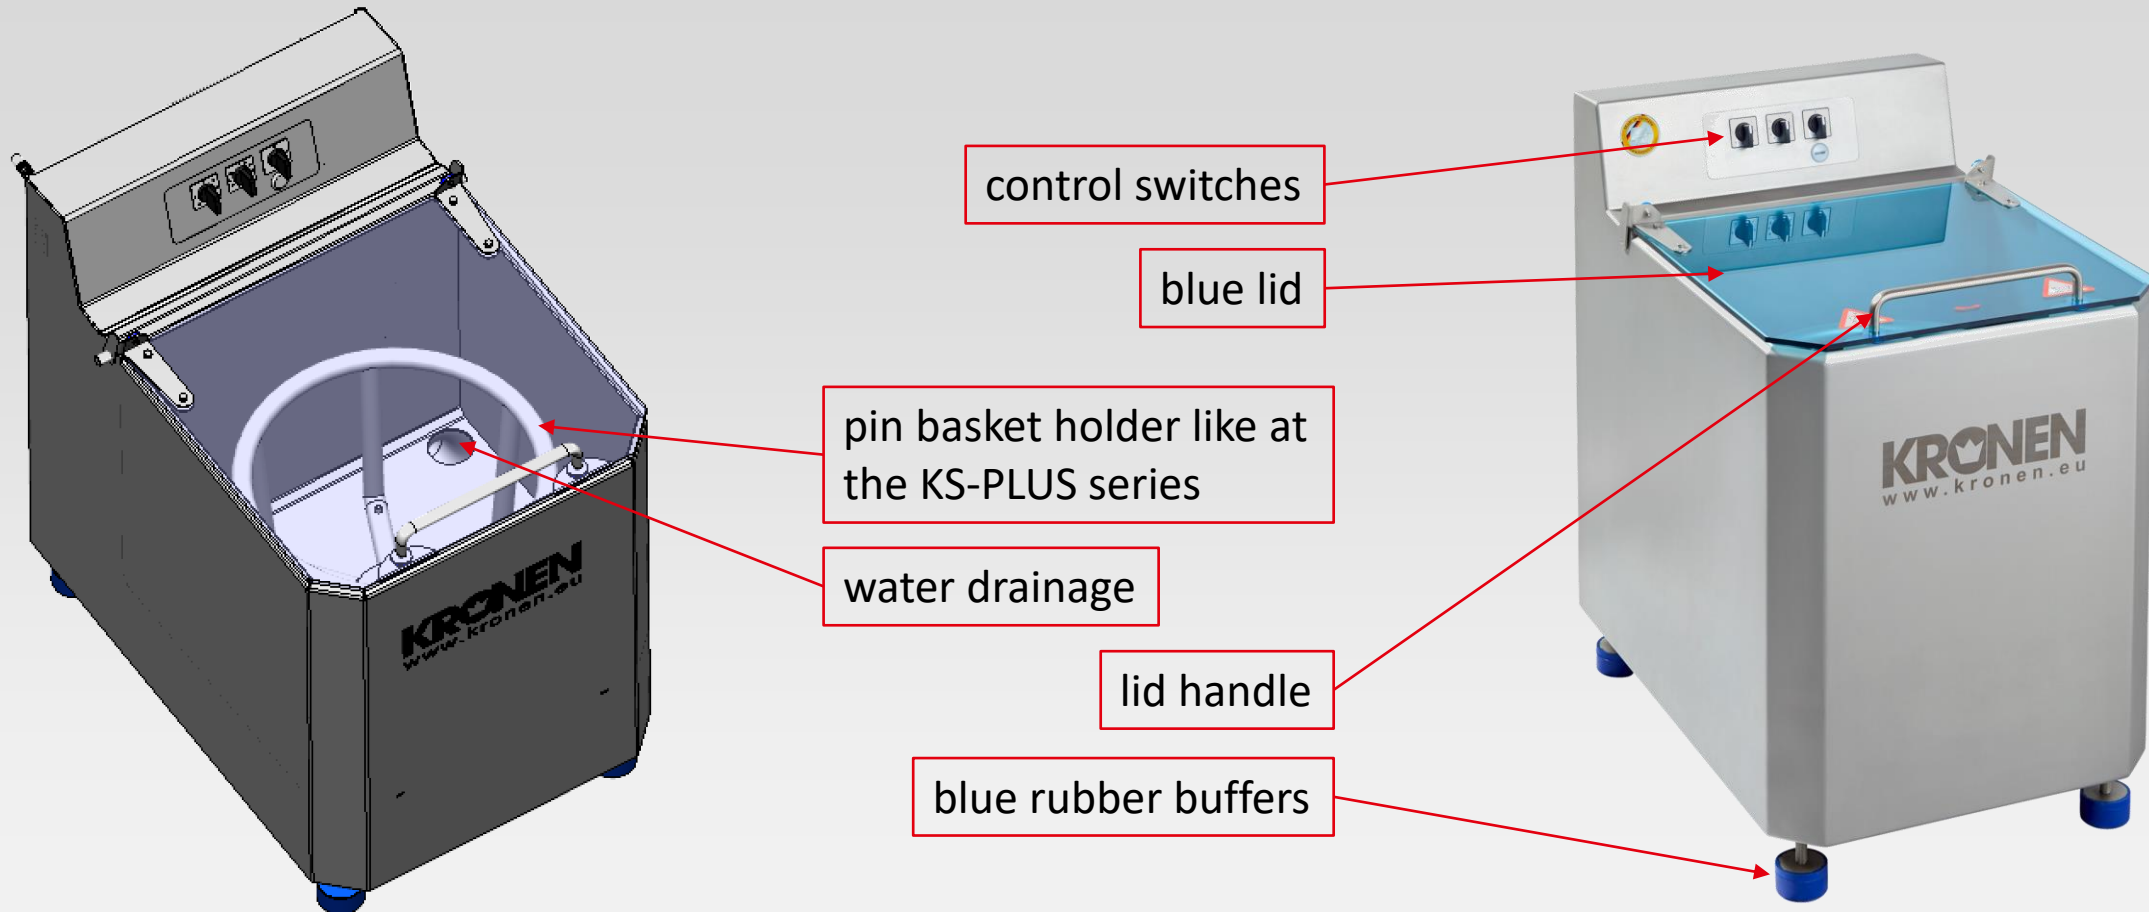 control switches
blue lid
pin basket holder like at
the KS-PLUS series
water drainage
lid handle
blue rubber buffers
KRONEN
www.kronen.eu
KRONEN
www.kronen.eu